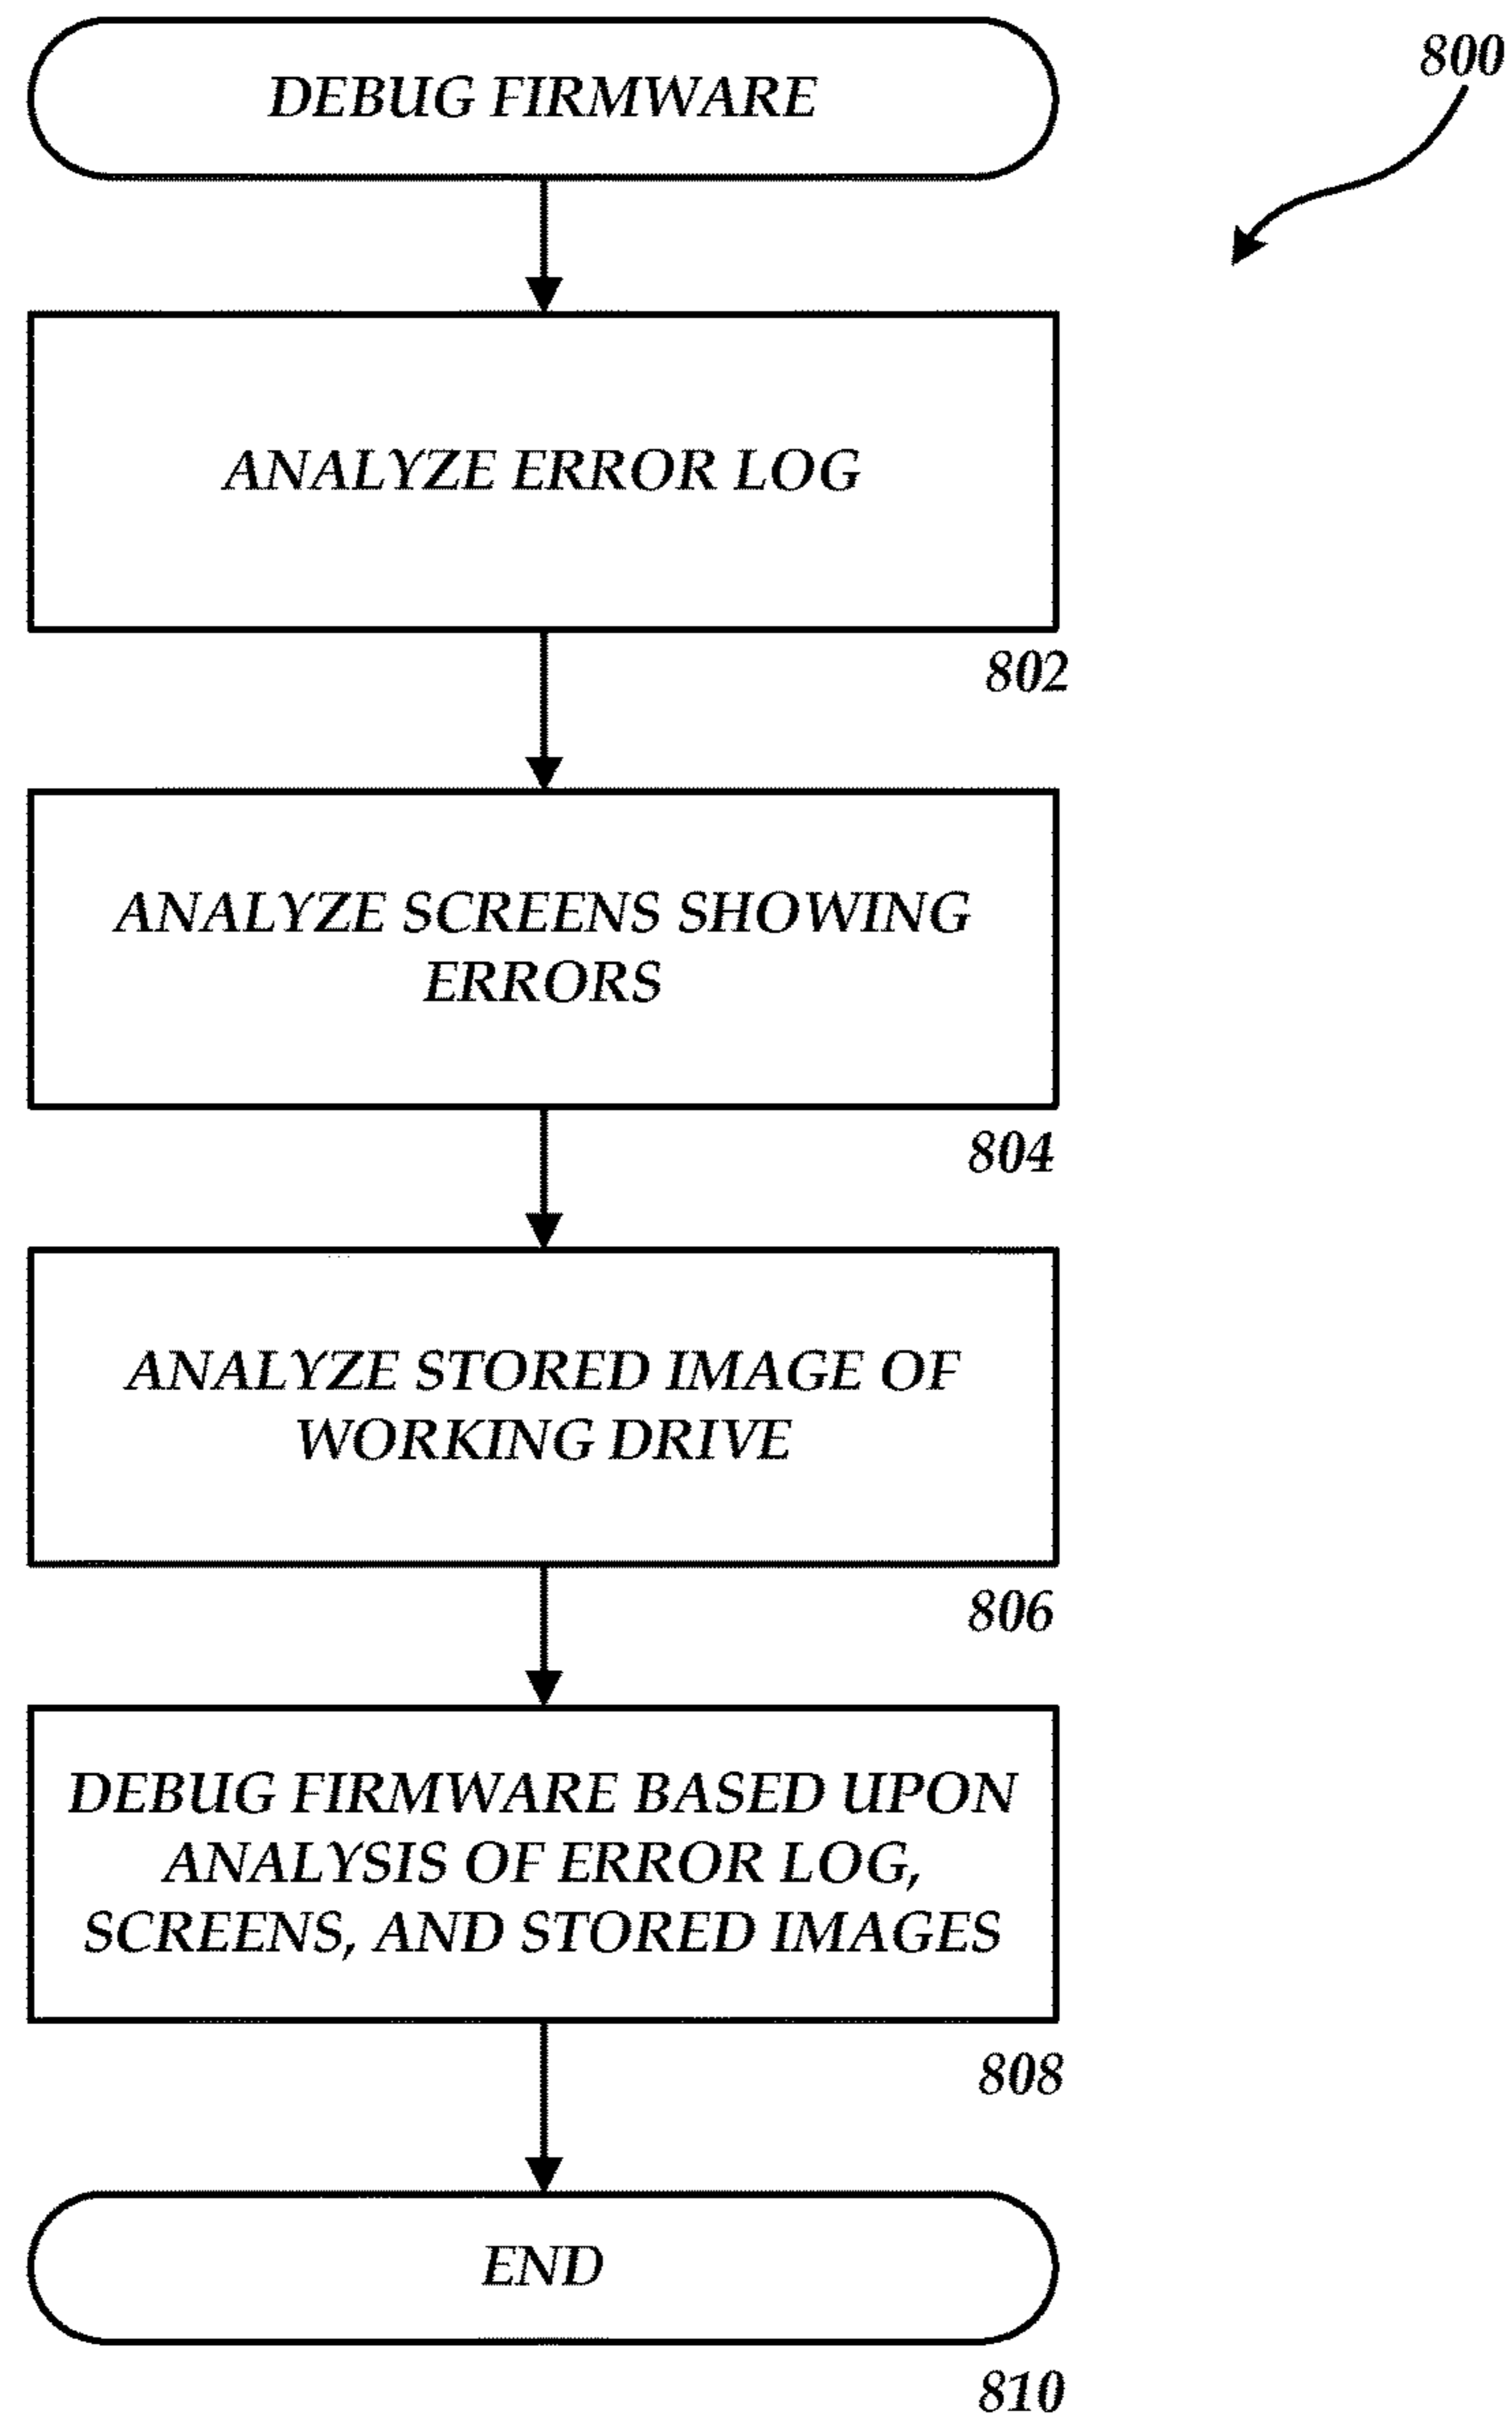 DEBUG FIRMWARE
800
ANALYZE ERROR LOG
802
ANALYZE SCREENS SHOWING
ERRORS
804
ANALYZE STORED IMAGE OF
WORKING DRIVE
806
DEBUG FIRMWARE BASED UPON
ANALYSIS OF ERROR LOG,
SCREENS, AND STORED IMAGES
808
END
810